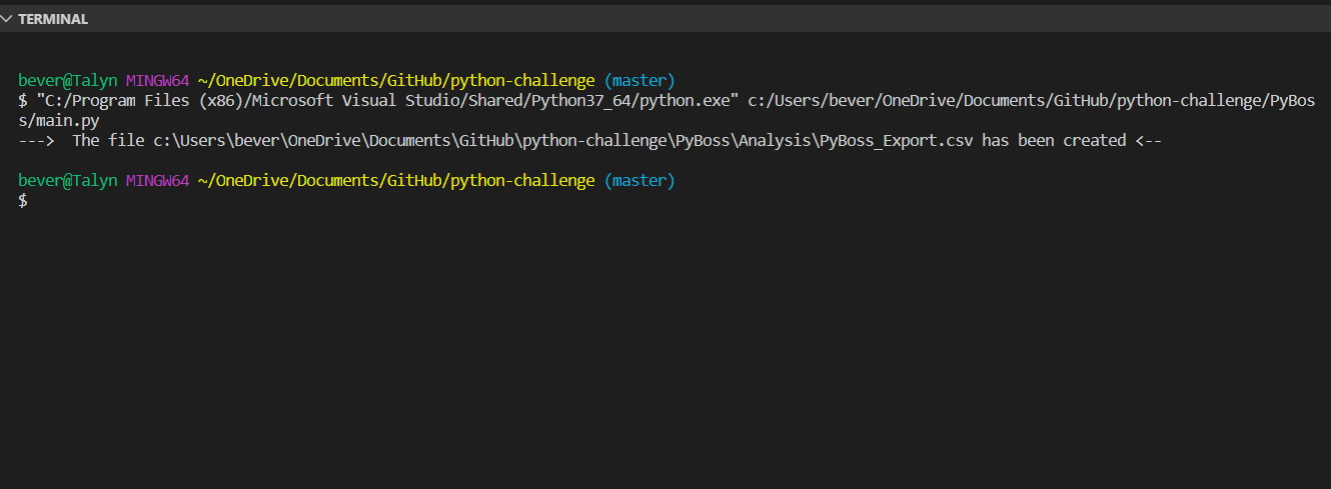 TERMINAL
bever@Talyn MINGW64 ~/OneDrive/Documents/GitHub/python-challenge (master)
$ "C:/Program Files (x86)/Microsoft Visual Studio/Shared/Python37_64/python.exe" c:/Users/bever/OneDrive/Documents/GitHub/python-challenge/PyBos
s/main.py
---> The file c:\Users\bever\OneDrive\Documents\GitHub\python-challenge\PyBoss\Analysis\PyBoss_Export.csv has been created <--
bever@Talyn MINGW64 ~/OneDrive/Documents/GitHub/python-challenge (master)
$